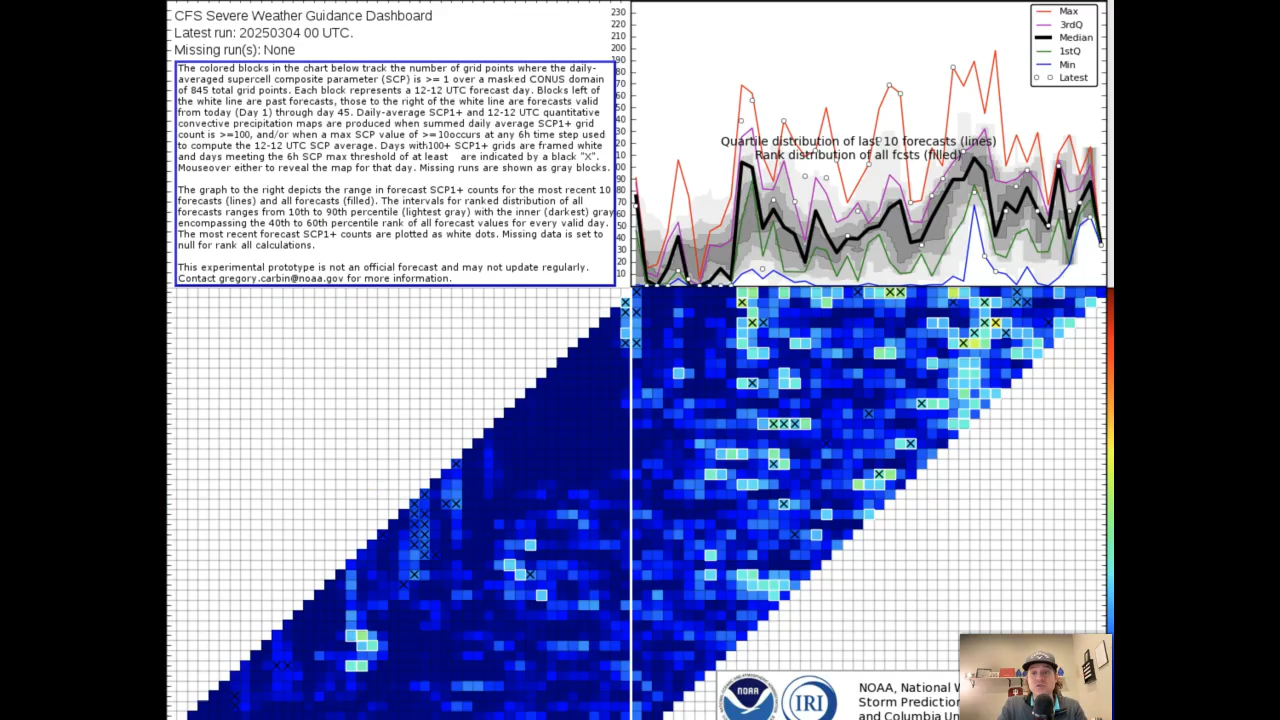 CFS Severe Weather Guidance Dashboard
Latest run: 20250304 00 UTC.
Missing run(s): None
The colored blocks in the chart below track the number of grid points where the daily-
averaged supercell composite parameter (SCP) is >= 1 over a masked CONUS domain
of 845 total grid points. Each block represents a 12-12 UTC forecast day. Blocks left of
the white line are past forecasts, those to the right of the white line are forecasts valid
from today (Day 1) through day 45. Daily-average SCP1+ and 12-12 UTC quantitative
convective precipitation maps are produced when summed daily average SCP1+ grid
count is >=100, and/or when a max SCP value of >=10occurs at any 6h time step used
to compute the 12-12 UTC SCP average. Days with100+ SCP1+ grids are framed white
and days meeting the 6h SCP max threshold of at least are indicated by a black "X".
Mouseover either to reveal the map for that day. Missing runs are shown as gray blocks.
The graph to the right depicts the range in forecast SCP1+ counts for the most recent 10
forecasts (lines) and all forecasts (filled). The intervals for ranked distribution of all
forecasts ranges from 10th to 90th percentile (lightest gray) with the inner (darkest) gray
encompassing the 40th to 60th percentile rank of all forecast values for every valid day.
The most recent forecast SCP1+ counts are plotted as white dots. Missing data is set to
null for rank all calculations.
This experimental prototype is not an official forecast and may not update regularly.
Contact gregory.carbin@noaa.gov for more information.
230
220
210
200
190
80
70
60
50
40
30
20
10
00
90
80
70
60
50
40
30
20
10
Quartile distribution of last 10 forecasts (lines)
Rank distribution of all fcsts (filled)
Max
3rdQ
Median
1stQ
Min
Latest
NOAA
IRI
NOAA, National W
Storm Predictio
and Columbia Un